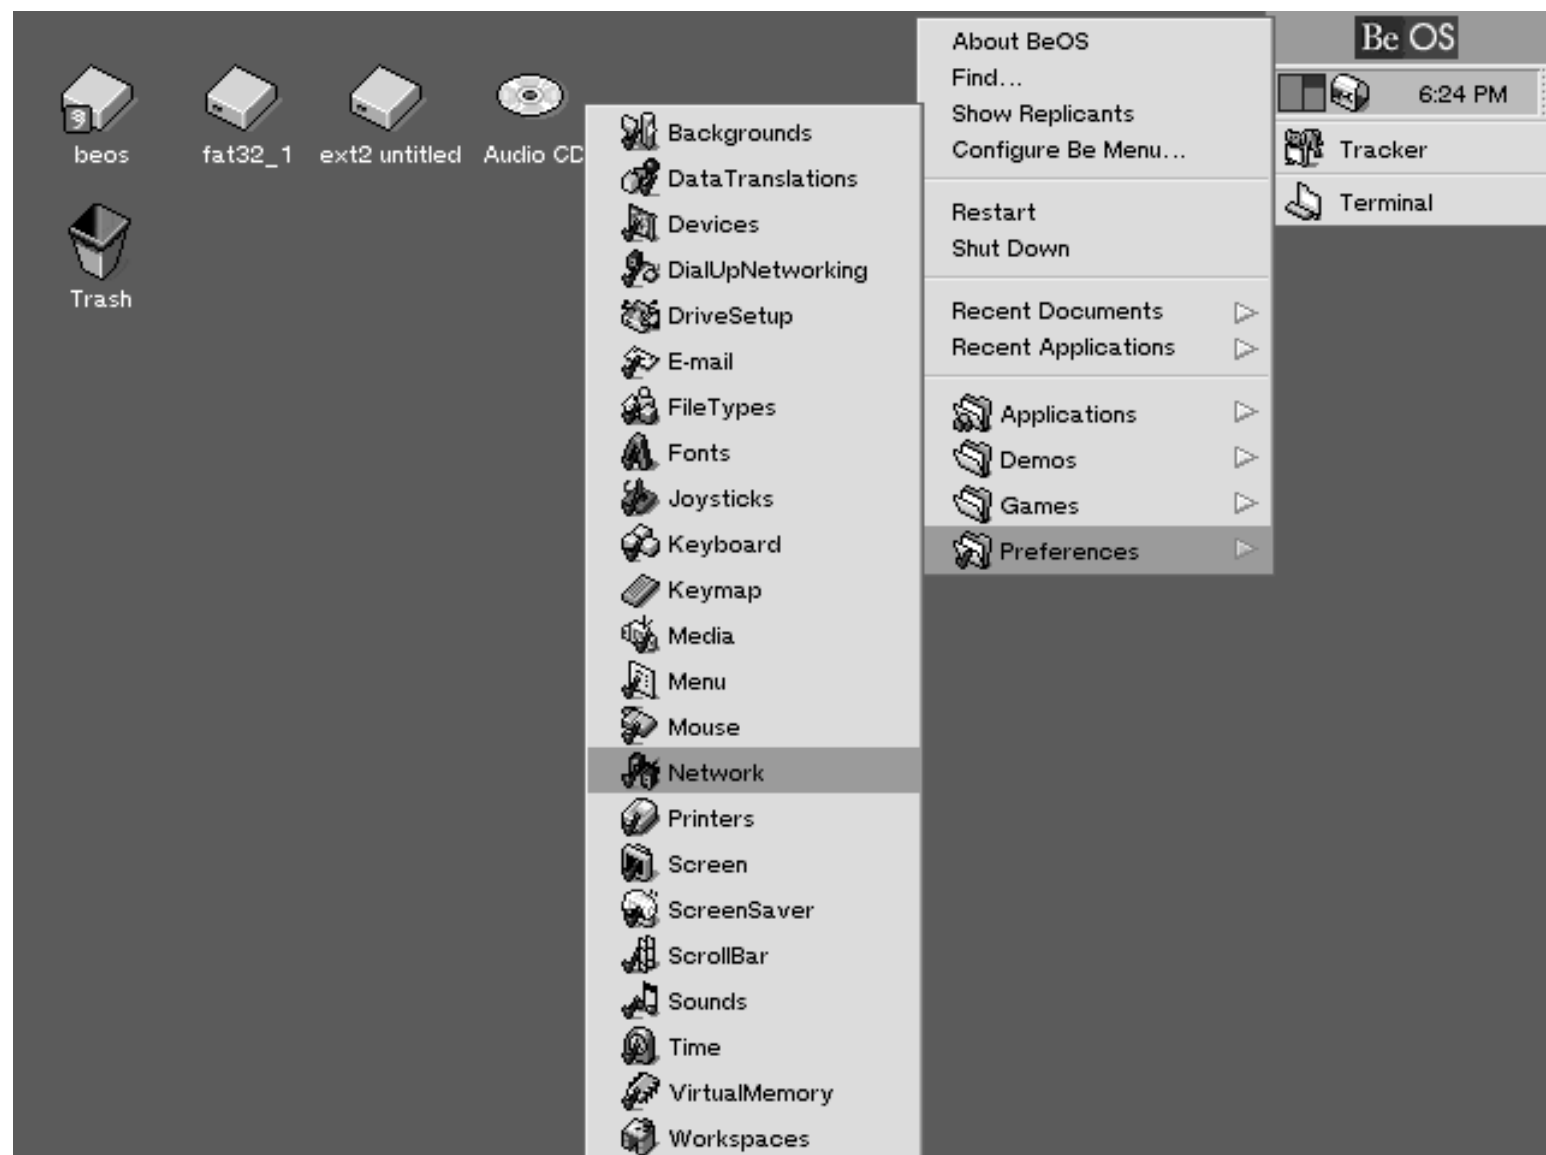 beos
fat32_1
ext2 untitled
Audio CD
Trash
Backgrounds
DataTranslations
Devices
DialUpNetworking
DriveSetup
E-mail
FileTypes
Fonts
Joysticks
Keyboard
Keymap
Media
Menu
Mouse
Network
Printers
Screen
ScreenSaver
ScrollBar
Sounds
Time
VirtualMemory
Workspaces
About BeOS
Find...
Show Replicants
Configure Be Menu...
Restart
Shut Down
Recent Documents
Recent Applications
Applications
Demos
Games
Preferences
Be OS
6:24 PM
Tracker
Terminal